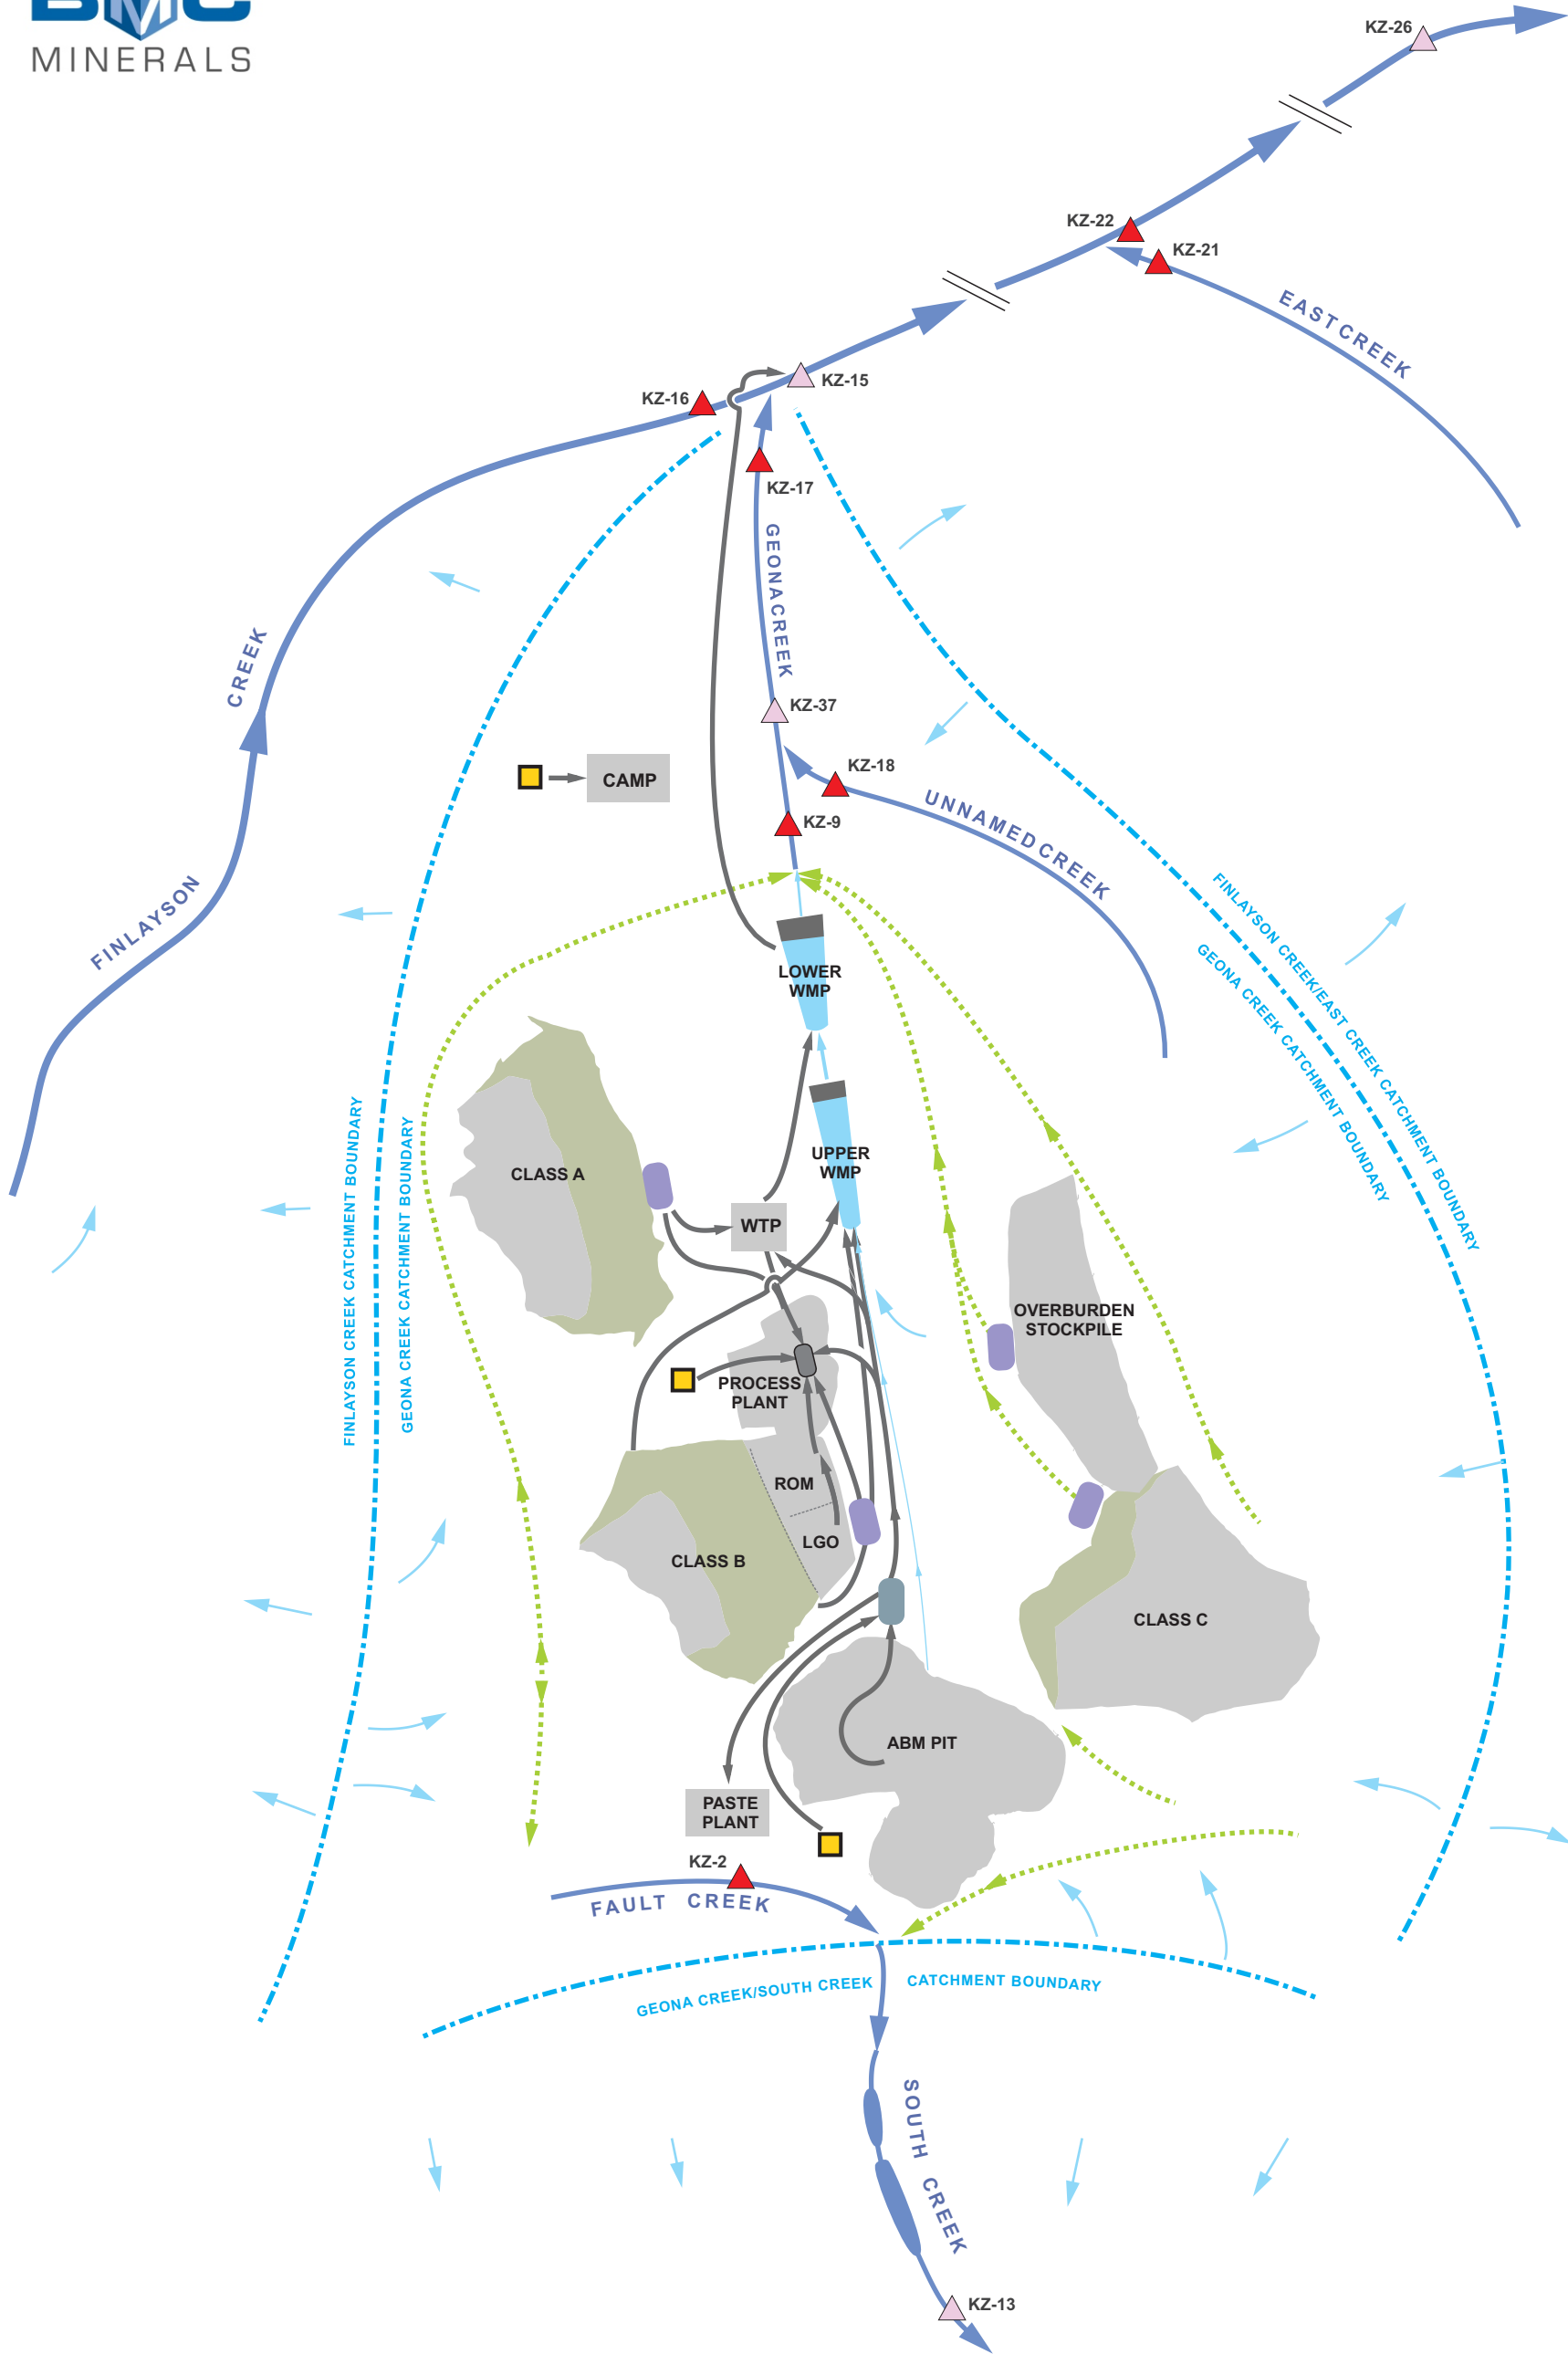 BMC
MINERALS
KZ-26
KZ-22
KZ-21
EAST CREEK
KZ-15
KZ-16
KZ-17
GEONA CREEK
CREEK
FINLAYSON
KZ-37
CAMP
KZ-18
UNNAMED CREEK
KZ-9
FINLAYSON CREEK/EAST CREEK CATCHMENT BOUNDARY
GEONA CREEK CATCHMENT BOUNDARY
LOWER
WMP
FINLAYSON CREEK CATCHMENT BOUNDARY
GEONA CREEK CATCHMENT BOUNDARY
CLASS A
UPPER
WMP
WTP
OVERBURDEN
STOCKPILE
PROCESS
PLANT
ROM
LGO
CLASS B
CLASS C
ABM PIT
PASTE
PLANT
KZ-2
FAULT CREEK
GEONA CREEK/SOUTH CREEK CATCHMENT BOUNDARY
SOUTH CREEK
KZ-13